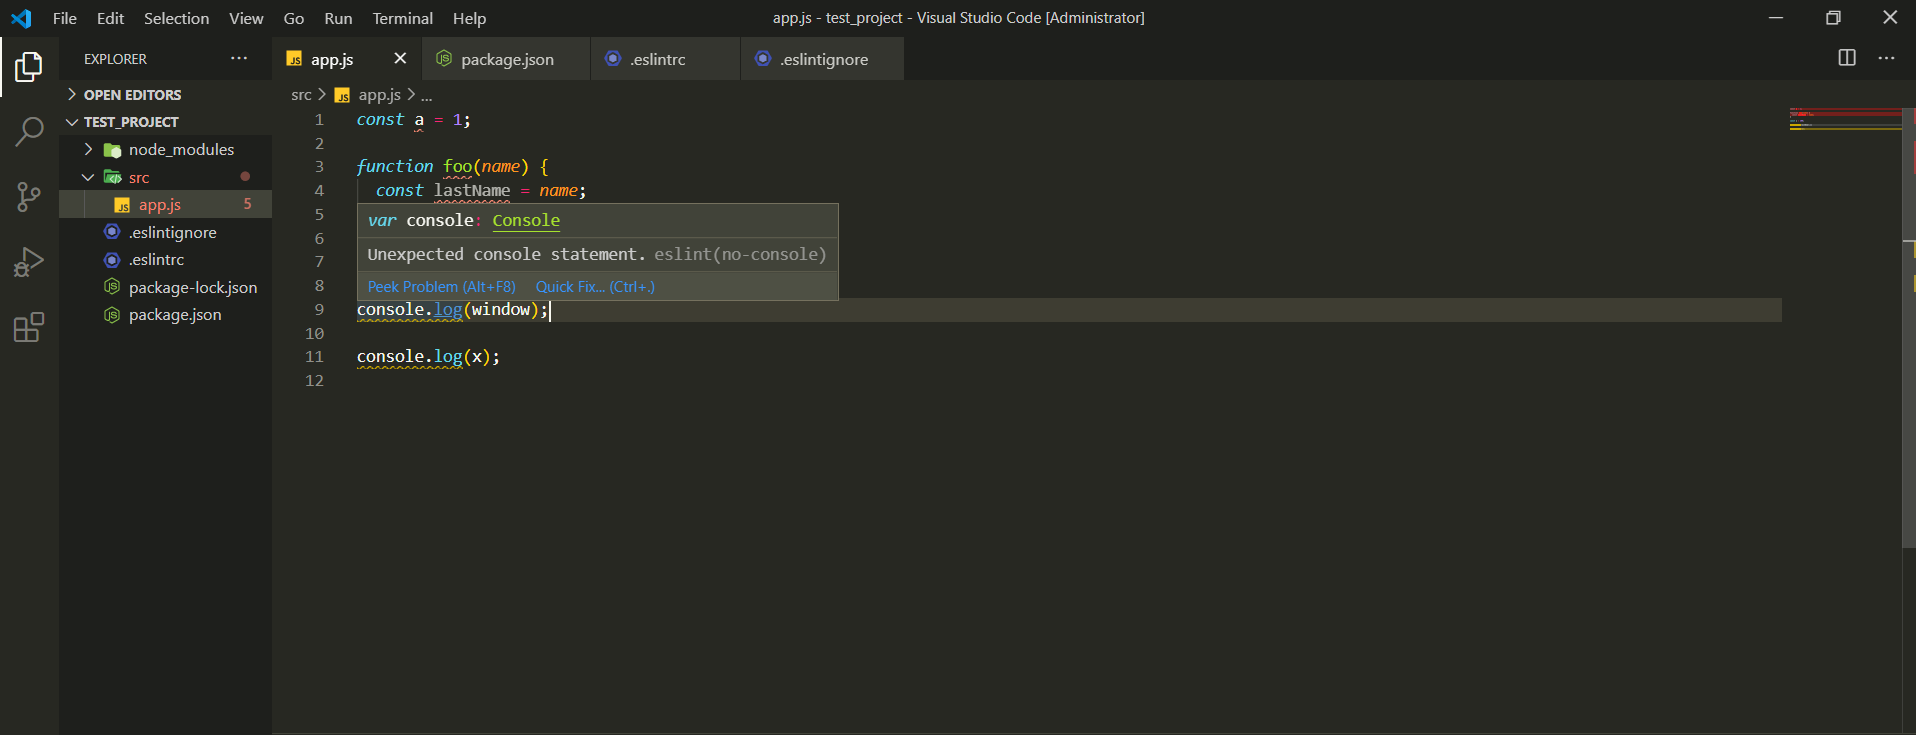 File Edit Selection View Go Run Terminal Help
app.js - test_project - Visual Studio Code [Administrator]
EXPLORER
app.js
package.json
.eslintrc
.eslintignore
OPEN EDITORS
TEST_PROJECT
node_modules
src
app.js 5
.eslintignore
.eslintrc
package-lock.json
package.json
src > JS app.js > ...
1 const a = 1;
2
3 function foo(name) {
4 const lastName = name;
5
6
7
8
var console: Console
Unexpected console statement. eslint(no-console)
Peek Problem (Alt+F8) Quick Fix... (Ctrl+.)
9 console.log(window);
10
11 console.log(x);
12